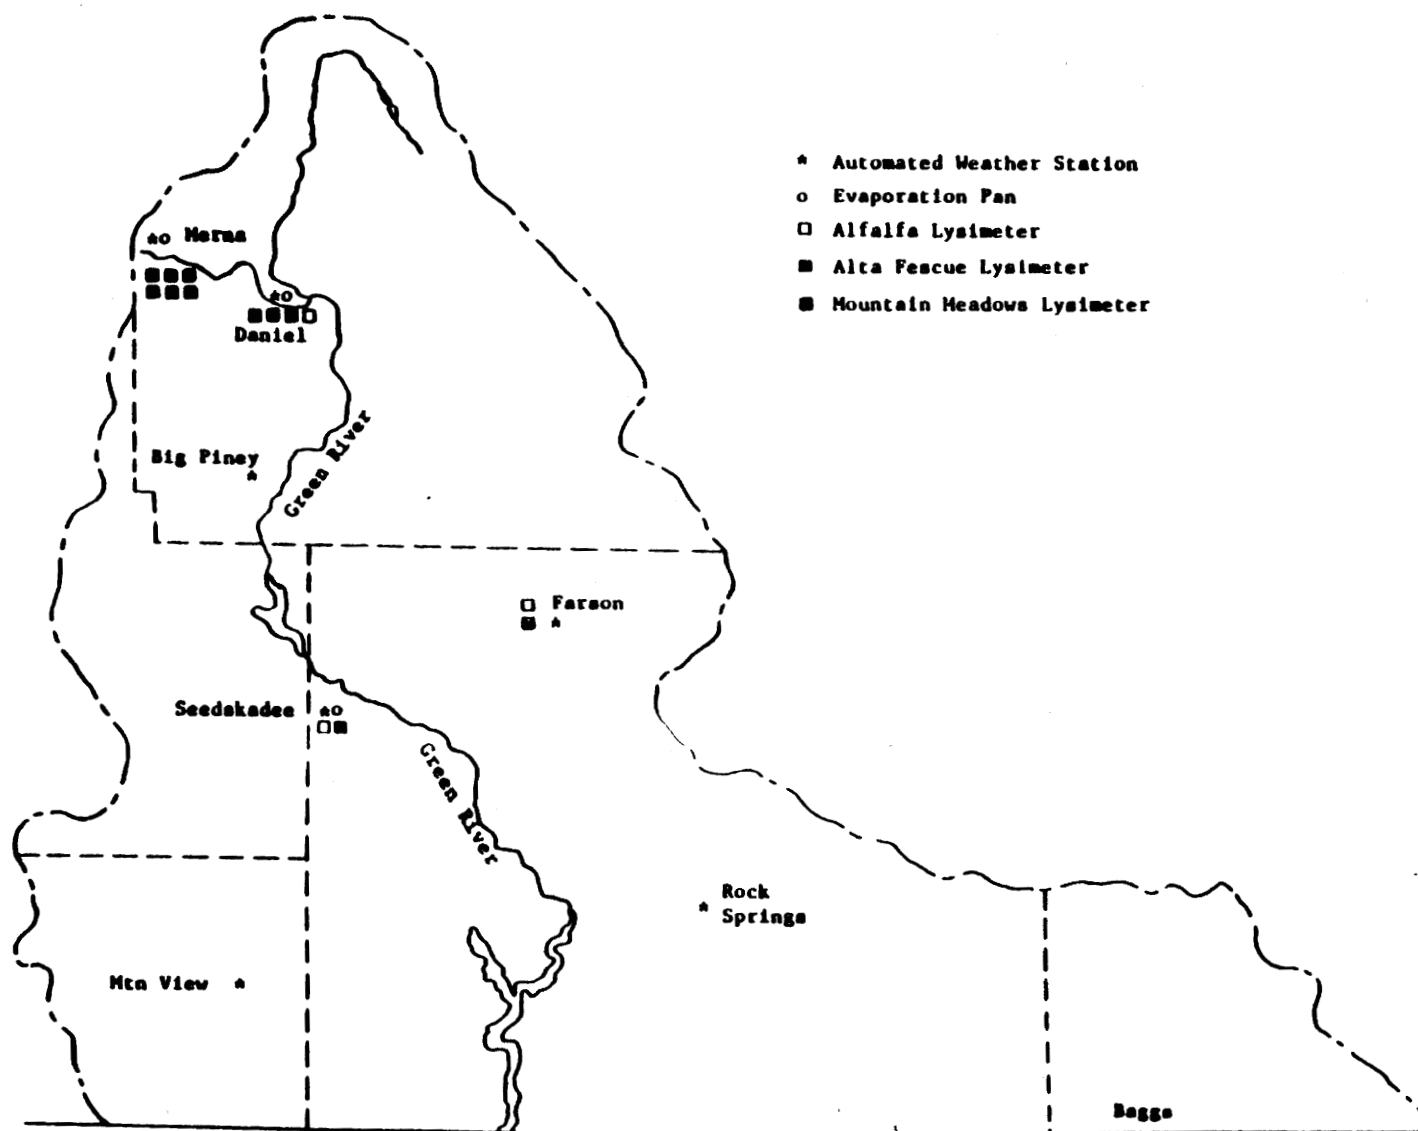 * Automated Weather Station
o Evaporation Pan
Alfalfa Lysimeter
Alta Fescue Lysimeter
Mountain Meadows Lysimeter
*o Merna
*o
Daniel
Big Piney
*
Green River
Farson
*
Seedskadee *o
Green River
Rock
* Springs
Mtn View *
Baggs